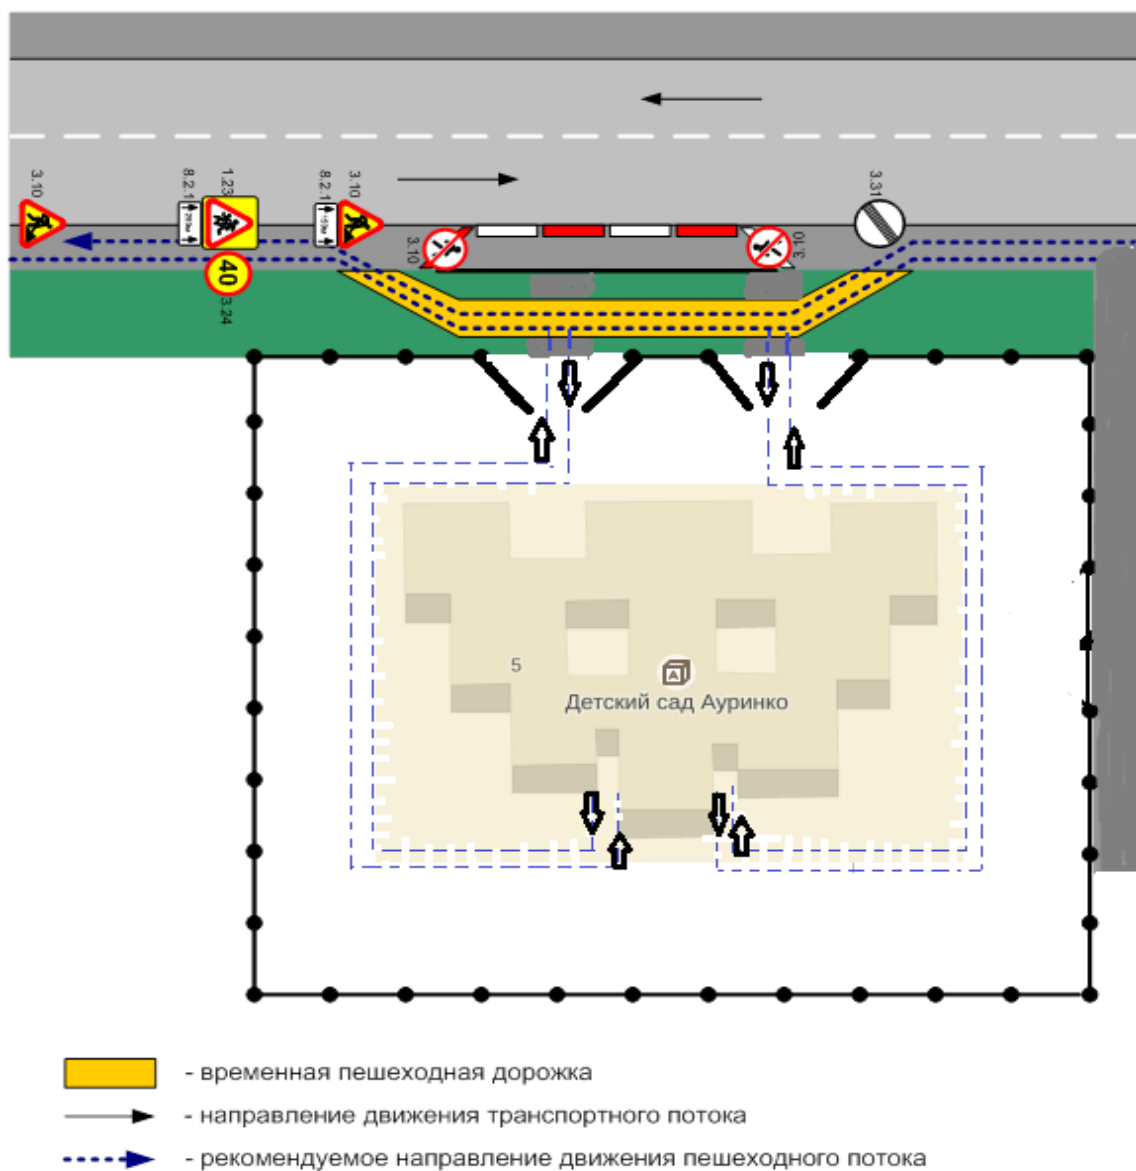 3.10
8.2.1
1.23
8.2.1
3.10
3.31
3.10
3.10
40
3.24
5
Детский сад Ауринко
- временная пешеходная дорожка
- направление движения транспортного потока
- рекомендуемое направление движения пешеходного потока